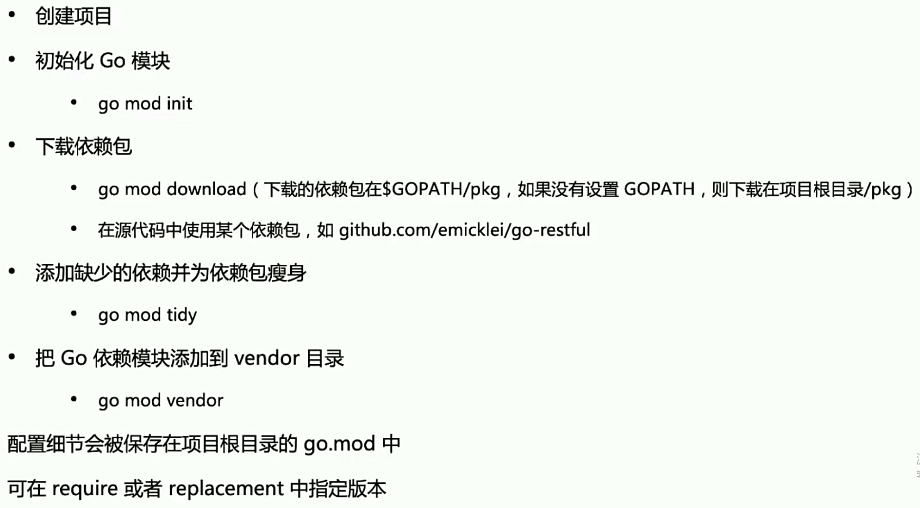 • 创建项目
• 初始化 Go 模块
• go mod init
• 下载依赖包
• go mod download（下载的依赖包在$GOPATH/pkg，如果没有设置 GOPATH，则下载在项目根目录/pkg）
• 在源代码中使用某个依赖包，如 github.com/emicklei/go-restful
• 添加缺少的依赖并为依赖包瘦身
• go mod tidy
• 把 Go 依赖模块添加到 vendor 目录
• go mod vendor
配置细节会被保存在项目根目录的 go.mod 中
可在 require 或者 replacement 中指定版本